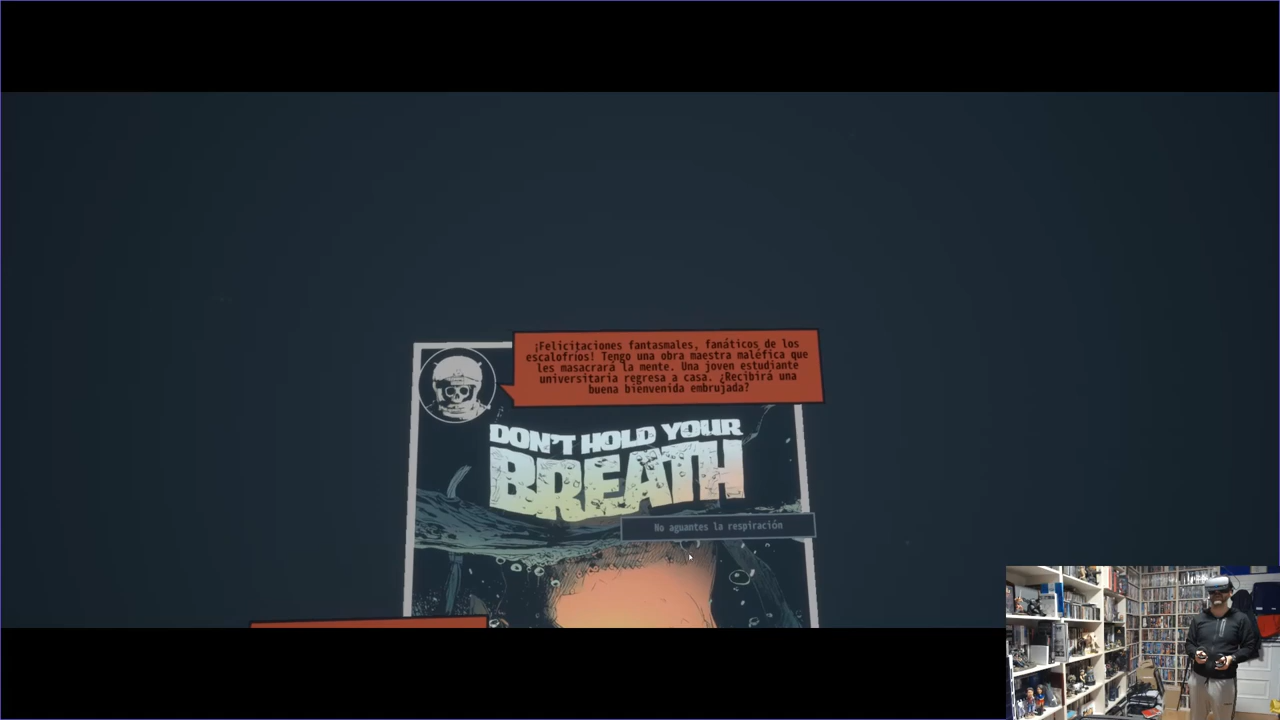 ¡Felicitaciones fantasmales, fanáticos de los
escalofríos! Tengo una obra maestra maléfica que
les masacrará la mente. Una joven estudiante
universitaria regresa a casa. ¿Recibirá una
buena bienvenida embrujada?
DON'T HOLD YOUR
BREATH
No aguantes la respiración